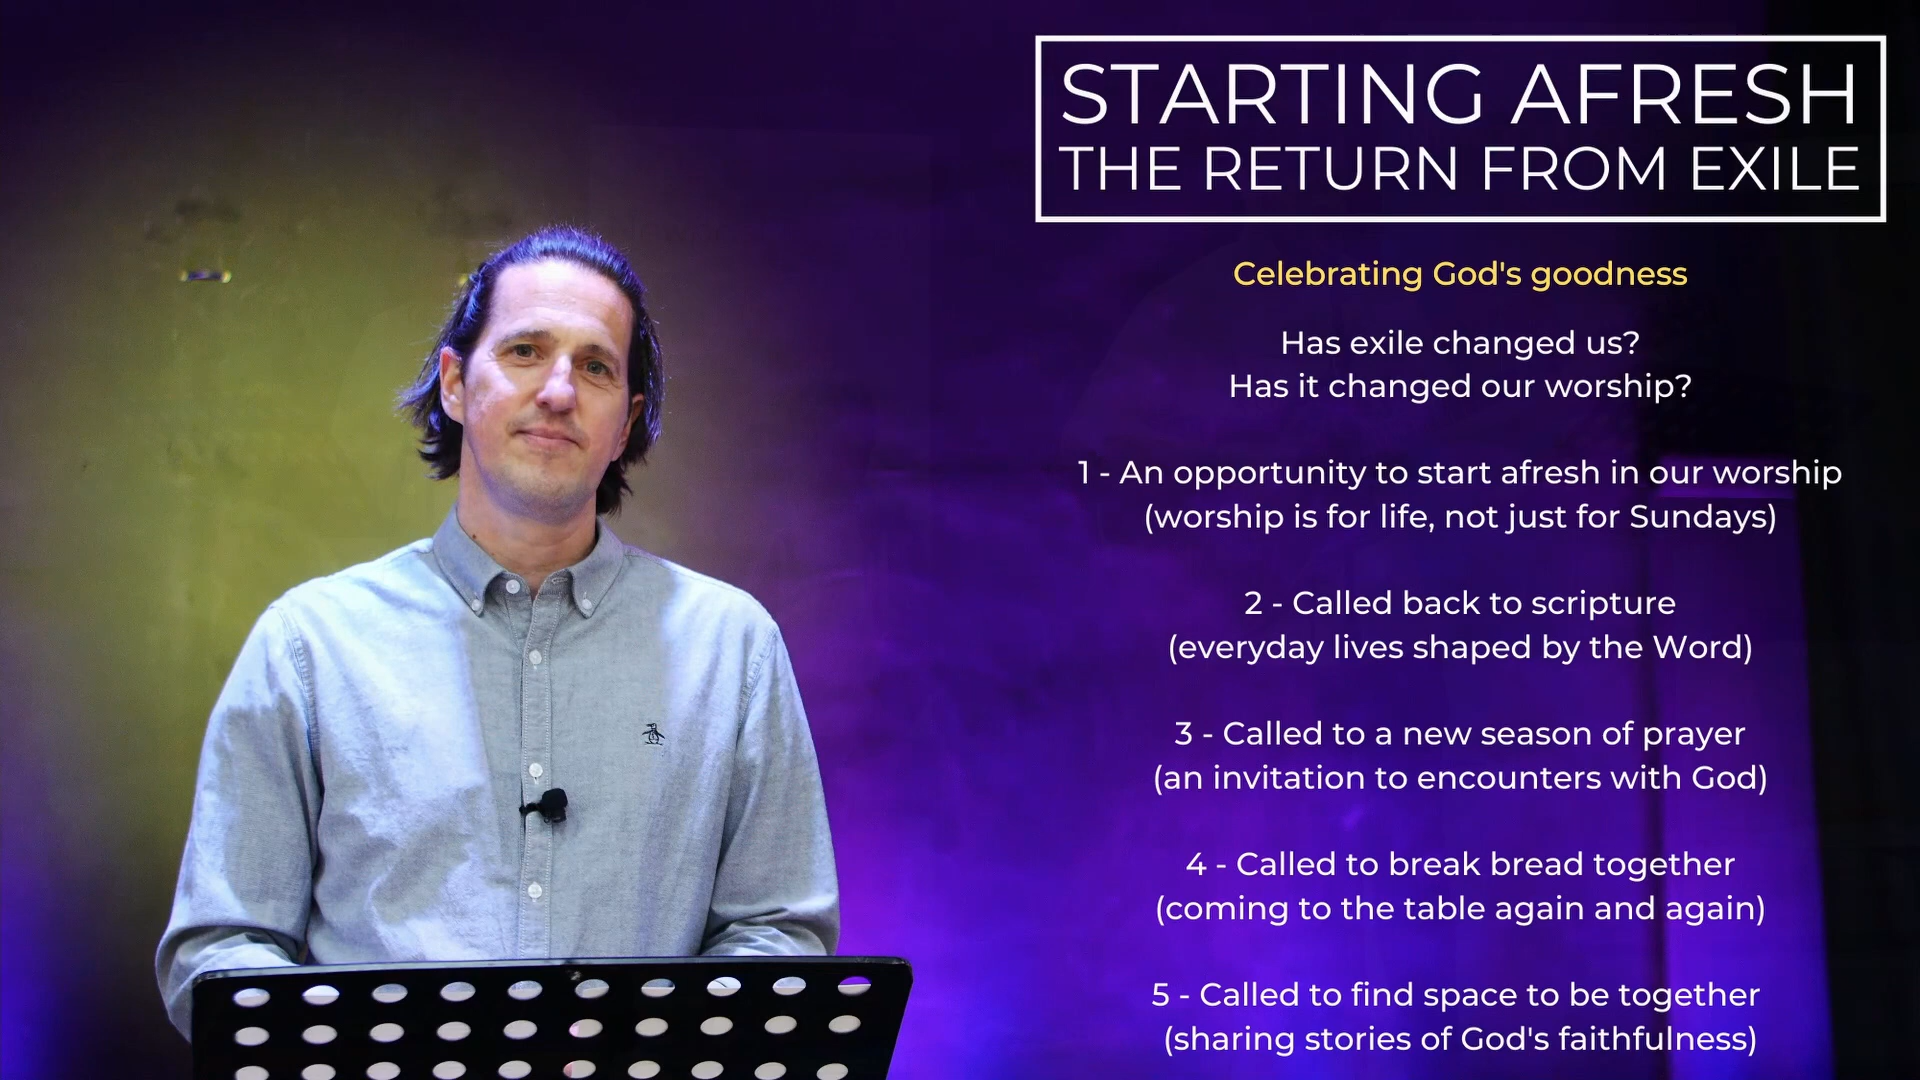 STARTING AFRESH
THE RETURN FROM EXILE
Celebrating God's goodness
Has exile changed us?
Has it changed our worship?
1 - An opportunity to start afresh in our worship
(worship is for life, not just for Sundays)
2 - Called back to scripture
(everyday lives shaped by the Word)
3 - Called to a new season of prayer
(an invitation to encounters with God)
4 - Called to break bread together
(coming to the table again and again)
5 - Called to find space to be together
(sharing stories of God's faithfulness)